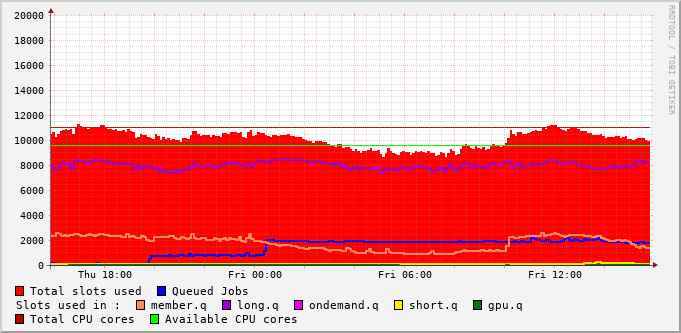 20000
18000
16000
14000
12000
10000
8000
6000
4000
2000
0
Thu 18:00 Fri 00:00 Fri 06:00 Fri 12:00
RRDTOOL / TOBI OETIKER
Total slots used Queued Jobs
Slots used in : member.q long.q ondemand.q short.q gpu.q
Total CPU cores Available CPU cores